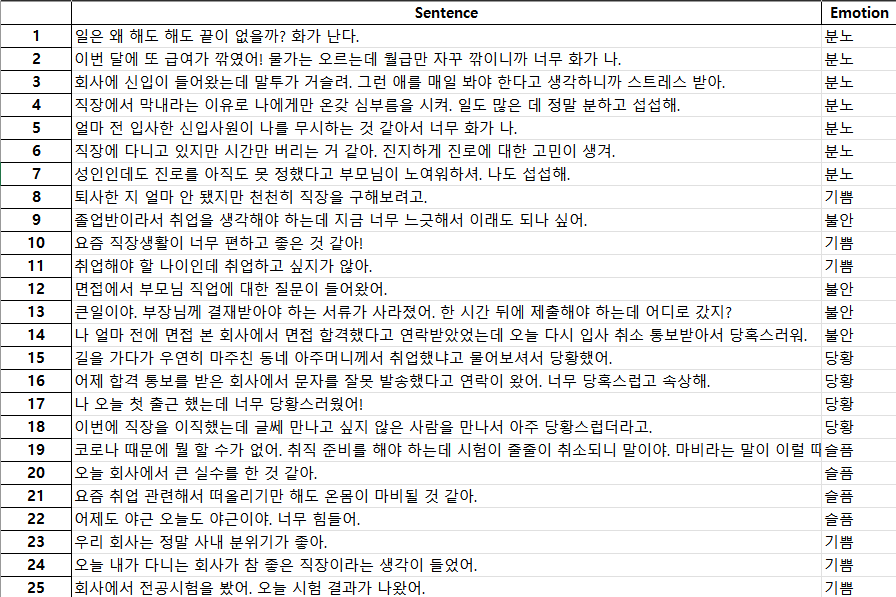 Sentence Emotion
1 일은 왜 해도 해도 끝이 없을까? 화가 난다. 분노
2 이번 달에 또 급여가 깎였어! 물가는 오르는데 월급만 자꾸 깎이니까 너무 화가 나. 분노
3 회사에 신입이 들어왔는데 말투가 거슬려. 그런 애를 매일 봐야 한다고 생각하니까 스트레스 받아. 분노
4 직장에서 막내라는 이유로 나에게만 온갖 심부름을 시켜. 일도 많은 데 정말 분하고 섭섭해. 분노
5 얼마 전 입사한 신입사원이 나를 무시하는 것 같아서 너무 화가 나. 분노
6 직장에 다니고 있지만 시간만 버리는 거 같아. 진지하게 진로에 대한 고민이 생겨. 분노
7 성인인데도 진로를 아직도 못 정했다고 부모님이 노여워하셔. 나도 섭섭해. 분노
8 퇴사한 지 얼마 안 됐지만 천천히 직장을 구해보려고. 기쁨
9 졸업반이라서 취업을 생각해야 하는데 지금 너무 느긋해서 이래도 되나 싶어. 불안
10 요즘 직장생활이 너무 편하고 좋은 것 같아! 기쁨
11 취업해야 할 나이인데 취업하고 싶지가 않아. 기쁨
12 면접에서 부모님 직업에 대한 질문이 들어왔어. 불안
13 큰일이야. 부장님께 결재받아야 하는 서류가 사라졌어. 한 시간 뒤에 제출해야 하는데 어디로 갔지? 불안
14 나 얼마 전에 면접 본 회사에서 면접 합격했다고 연락받았었는데 오늘 다시 입사 취소 통보받아서 당혹스러워. 불안
15 길을 가다가 우연히 마주친 동네 아주머니께서 취업했냐고 물어보셔서 당황했어. 당황
16 어제 합격 통보를 받은 회사에서 문자를 잘못 발송했다고 연락이 왔어. 너무 당혹스럽고 속상해. 당황
17 나 오늘 첫 출근 했는데 너무 당황스러웠어! 당황
18 이번에 직장을 이직했는데 글쎄 만나고 싶지 않은 사람을 만나서 아주 당황스럽더라고. 당황
19 코로나 때문에 뭘 할 수가 없어. 취직 준비를 해야 하는데 시험이 줄줄이 취소되니 말이야. 마비라는 말이 이럴 슬픔
20 오늘 회사에서 큰 실수를 한 것 같아. 슬픔
21 요즘 취업 관련해서 떠올리기만 해도 온몸이 마비될 것 같아. 슬픔
22 어제도 야근 오늘도 야근이야. 너무 힘들어. 슬픔
23 우리 회사는 정말 사내 분위기가 좋아. 기쁨
24 오늘 내가 다니는 회사가 참 좋은 직장이라는 생각이 들었어. 기쁨
25 회사에서 전공시험을 봤어. 오늘 시험 결과가 나왔어. 기쁨